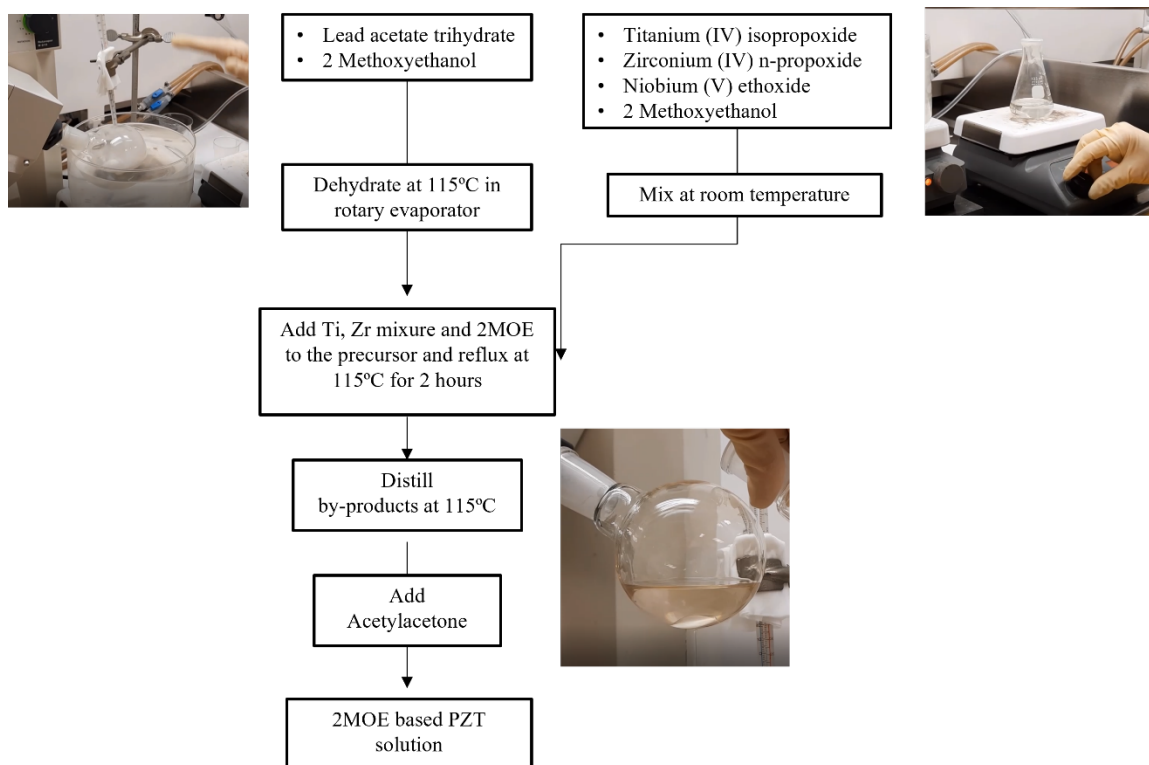 • Lead acetate trihydrate
• 2 Methoxyethanol
• Titanium (IV) isopropoxide
• Zirconium (IV) n-propoxide
• Niobium (V) ethoxide
• 2 Methoxyethanol
Dehydrate at 115ºC in
rotary evaporator
Mix at room temperature
Add Ti, Zr mixure and 2MOE
to the precursor and reflux at
115ºC for 2 hours
Distill
by-products at 115ºC
Add
Acetylacetone
2MOE based PZT
solution